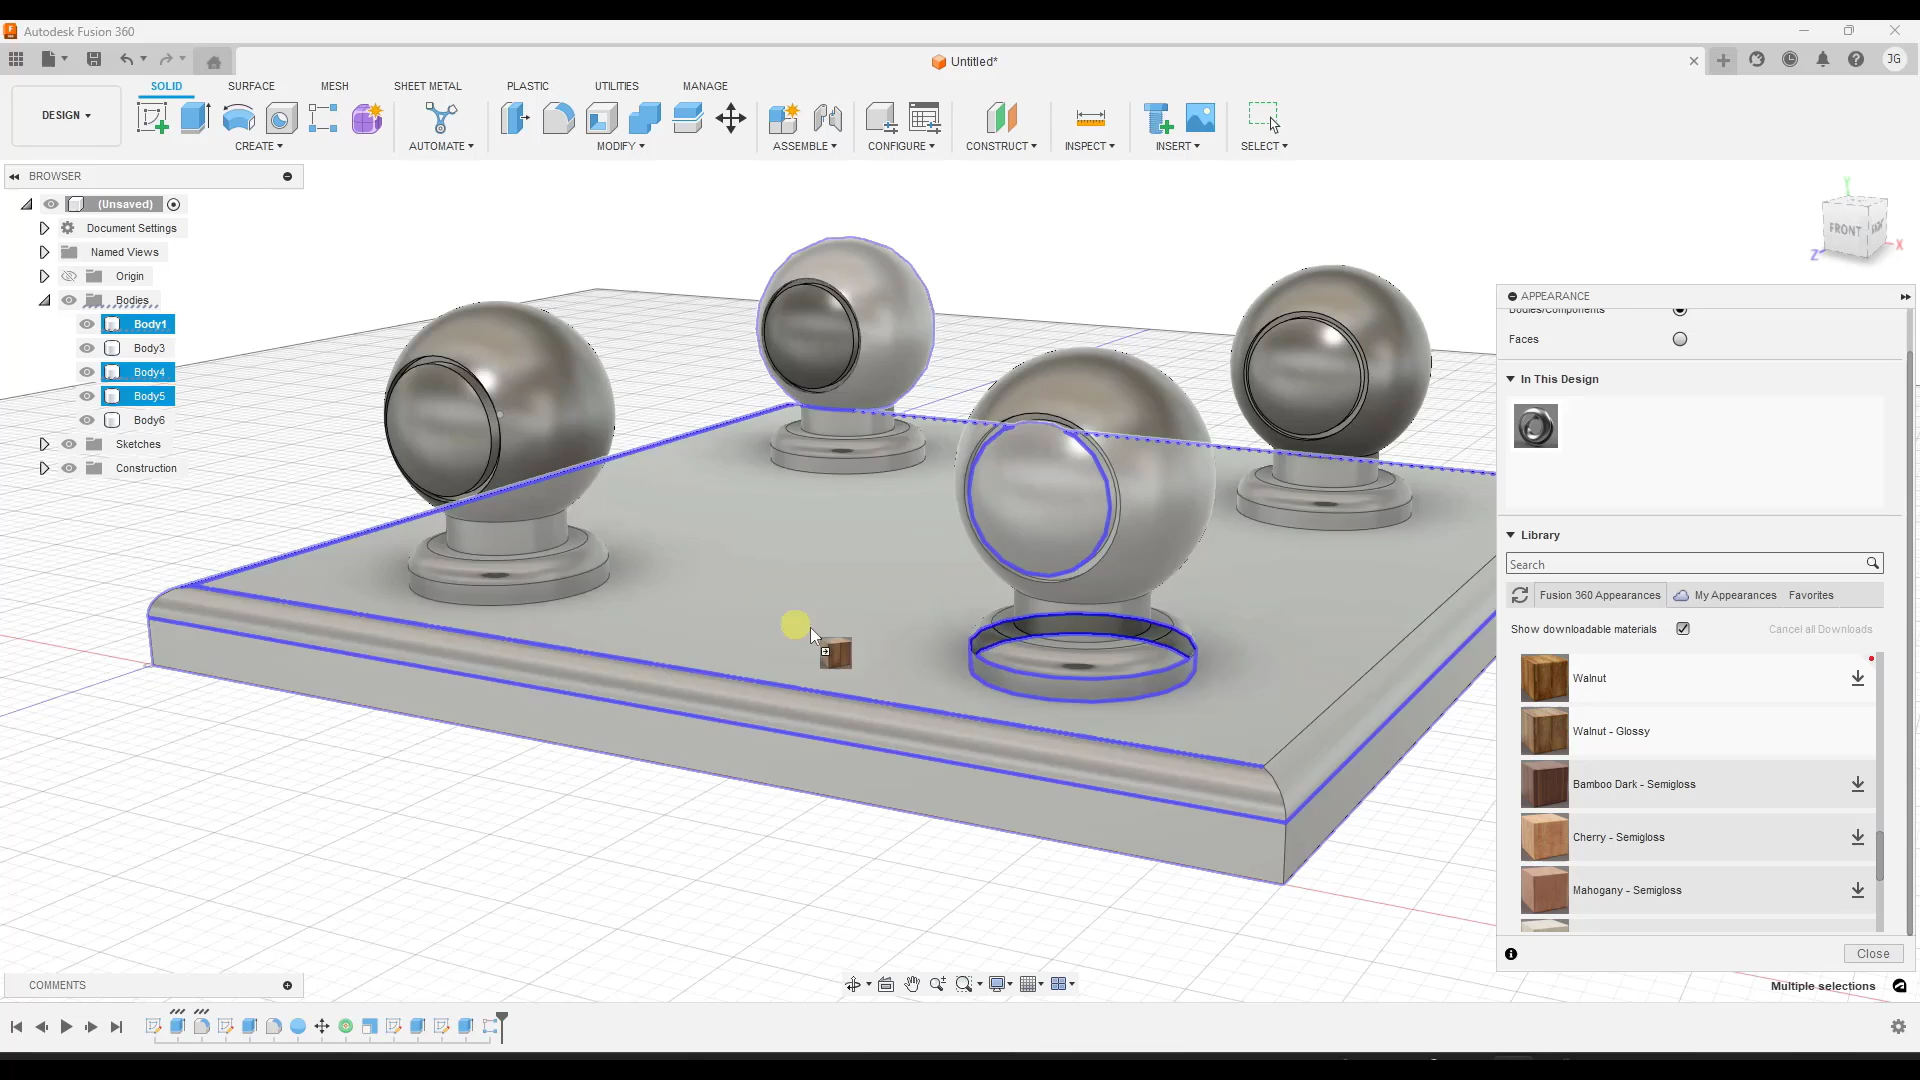 Autodesk Fusion 360
Untitled*
JG
DESIGN
SOLID
SURFACE
MESH
SHEET METAL
PLASTIC
UTILITIES
MANAGE
CREATE
AUTOMATE
MODIFY
ASSEMBLE
CONFIGURE
CONSTRUCT
INSPECT
INSERT
SELECT
BROWSER
(Unsaved)
Document Settings
Named Views
Origin
Bodies
Body1
Body3
Body4
Body5
Body6
Sketches
Construction
Y
FRONT
X
Z
APPEARANCE
Bodies/Components
Faces
In This Design
Library
Search
Fusion 360 Appearances
My Appearances
Favorites
Show downloadable materials
Cancel all Downloads
Walnut
Walnut - Glossy
Bamboo Dark - Semigloss
Cherry - Semigloss
Mahogany - Semigloss
Close
COMMENTS
Multiple selections